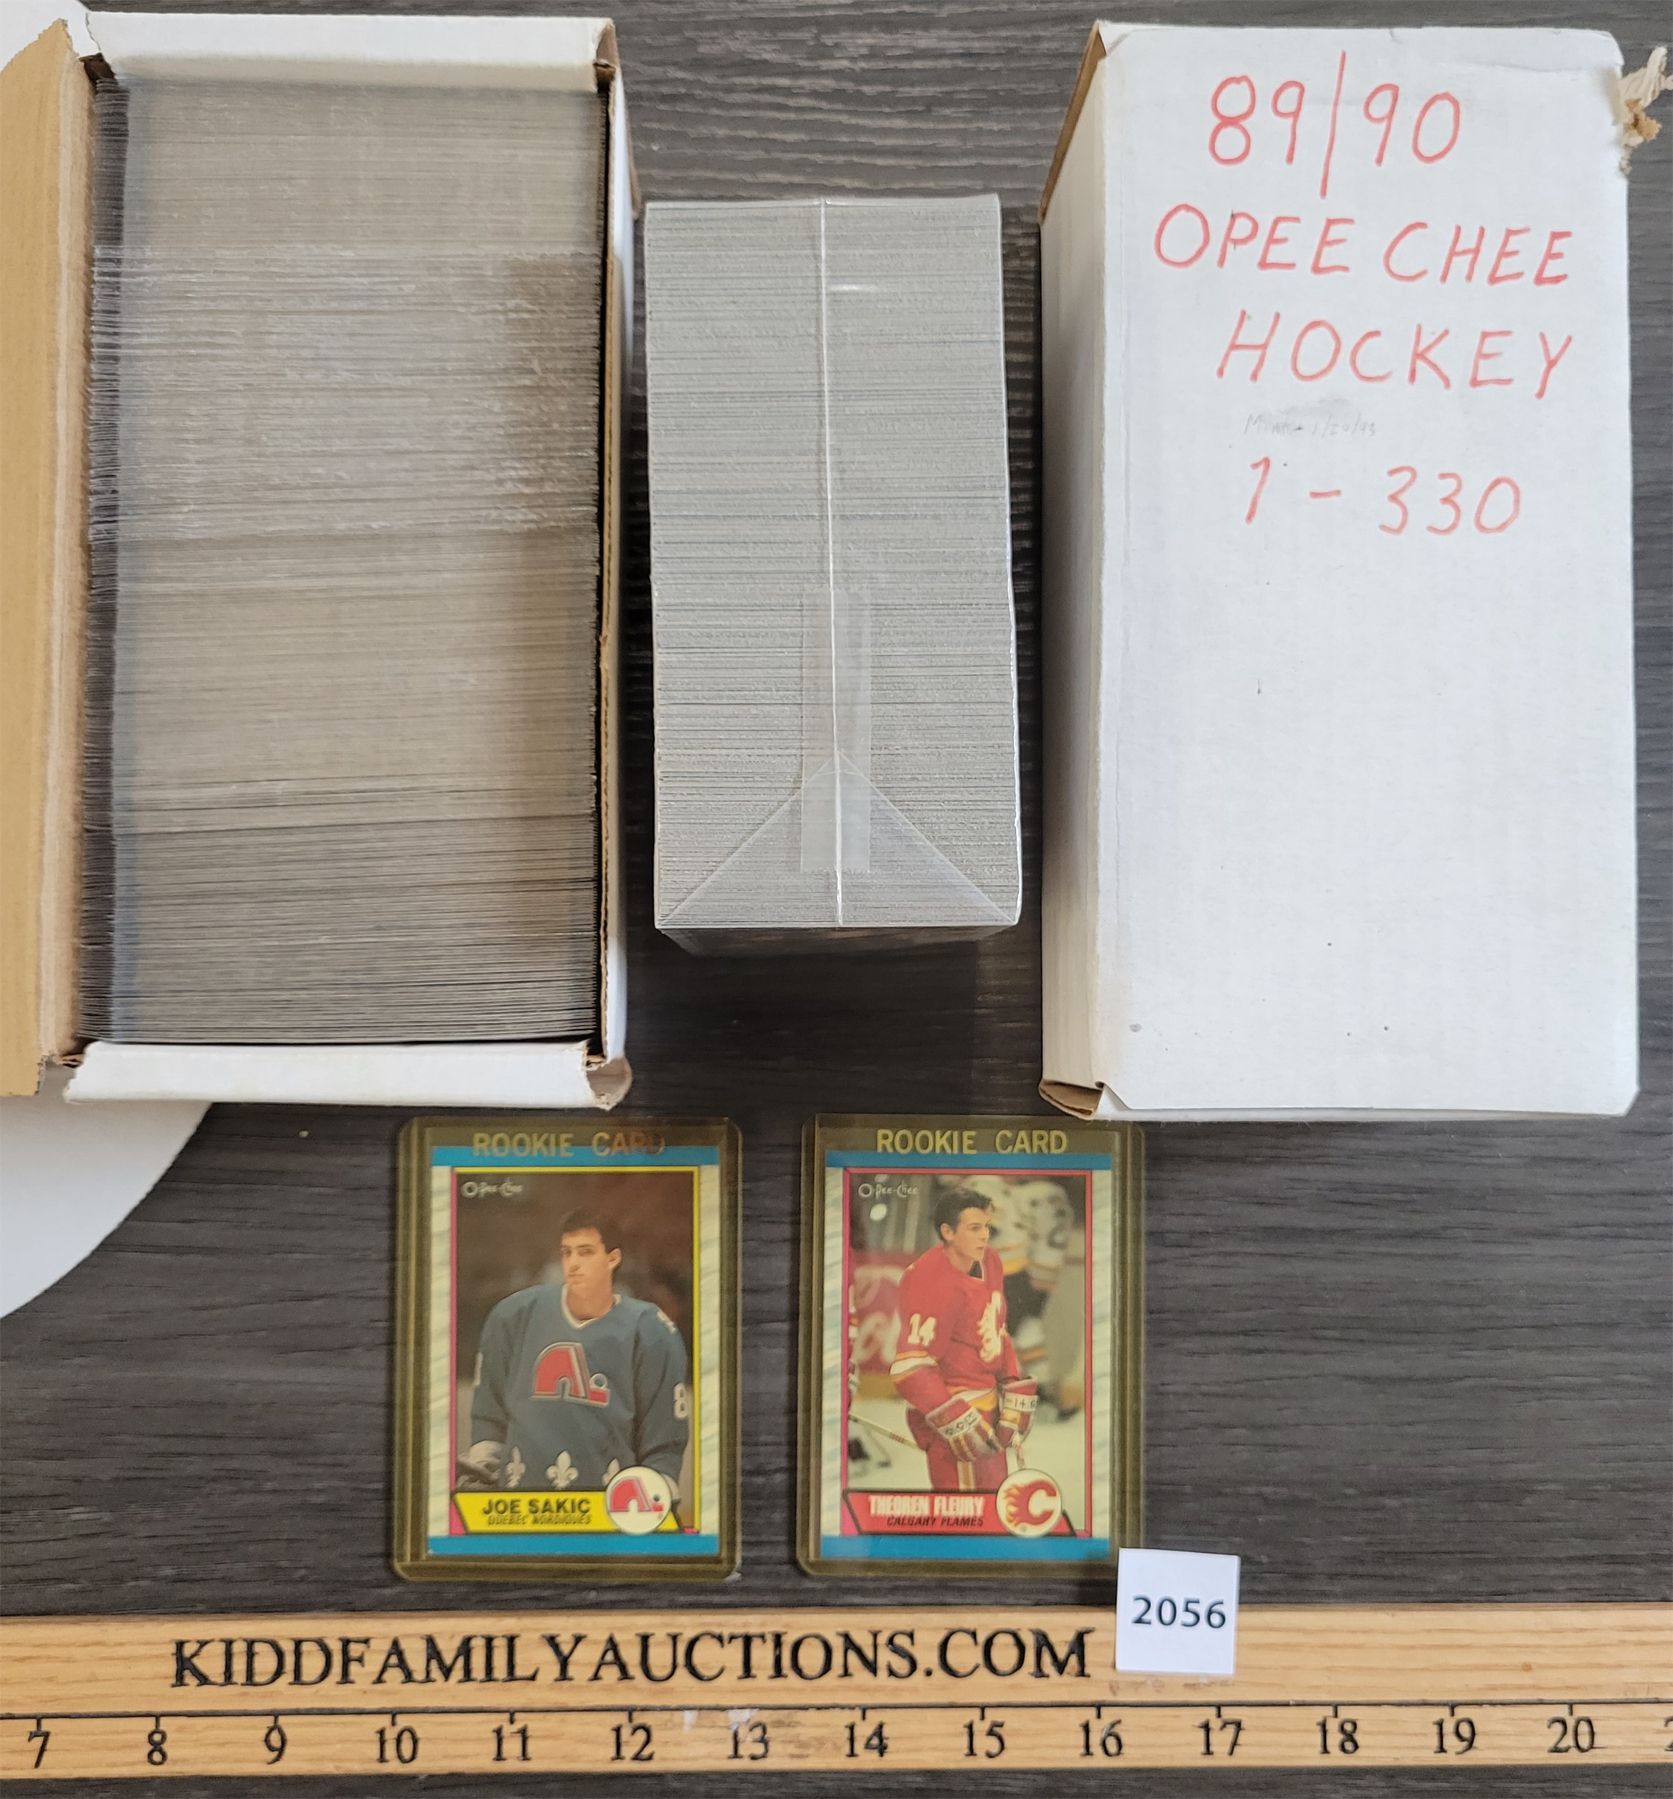 89/90
OPEE CHEE
HOCKEY
1 - 330
ROOKIE CARD
O-Pee-Chee
8
JOE SAKIC
QUEBEC NORDIQUES
ROOKIE CARD
O-Pee-Chee
14
THEOREN FLEURY
CALGARY FLAMES
2056
KIDDFAMILYAUCTIONS.COM
7 8 9 10 11 12 13 14 15 16 17 18 19 20